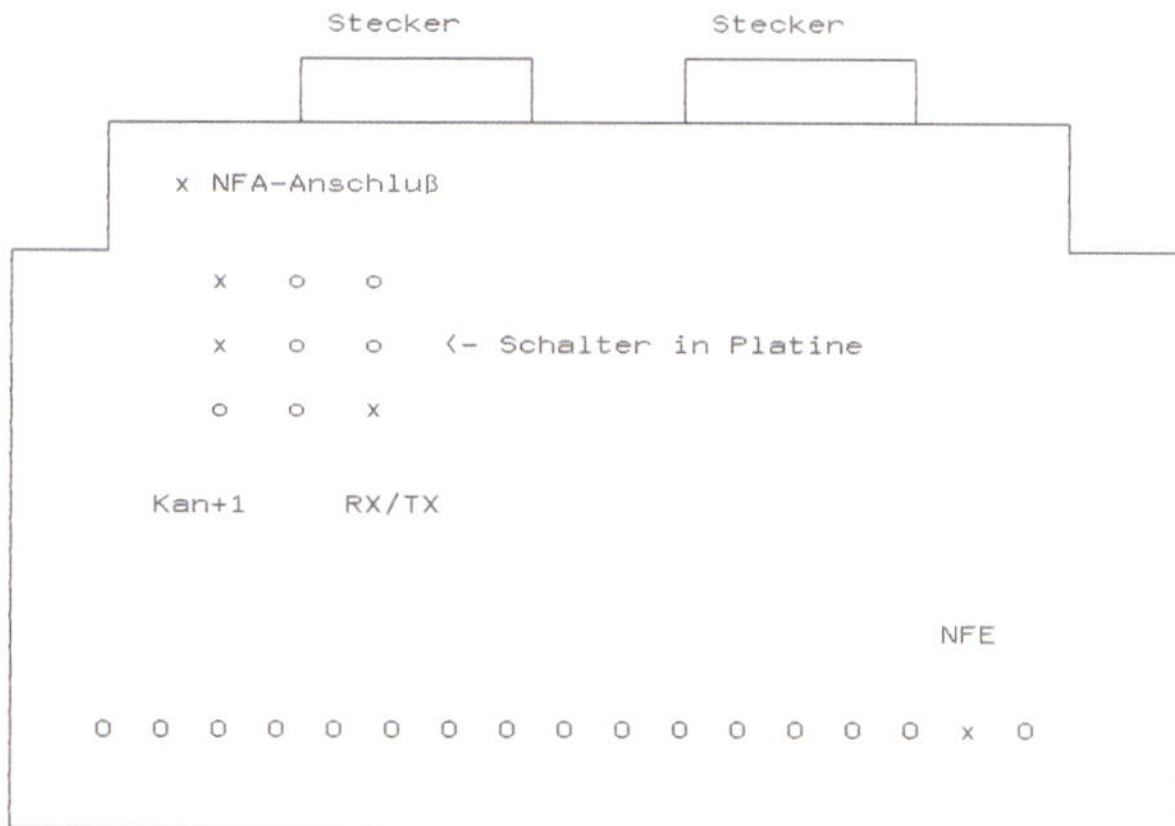 Stecker Stecker
x NFA-Anschluß
x o o
x o o <- Schalter in Platine
o o x
Kan+1 RX/TX
NFE
O O O O O O O O O O O O O O O x O